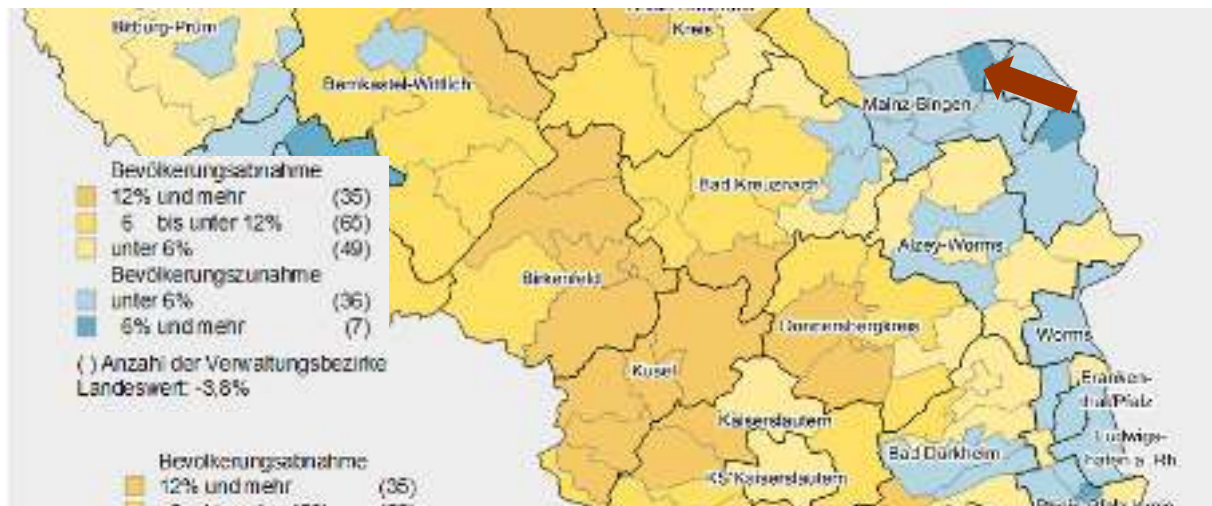 Kreis
Bitburg-Prüm
Bernkastel-Wittlich
Mainz-Bingen
Bad Kreuznach
Alzey-Worms
Birkenfeld
Donnersbergkreis
Worms
Kusel
Franken-
thal/Pfalz
Kaiserslautern
Ludwigs-
hafen a. Rh.
Bad Dürkheim
KS Kaiserslautern
Bevölkerungsabnahme
12% und mehr (35)
6 bis unter 12% (65)
unter 6% (49)
Bevölkerungszunahme
unter 6% (36)
6% und mehr (7)
( ) Anzahl der Verwaltungsbezirke
Landeswert: -3,8%
Bevölkerungsabnahme
12% und mehr (35)